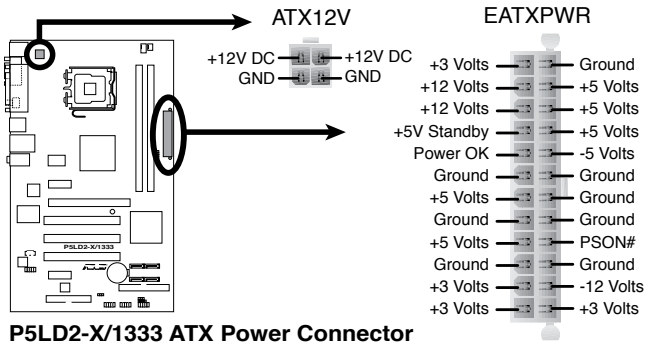 ATX12V
EATXPWR
+12V DC +12V DC
GND GND
+3 Volts Ground
+12 Volts +5 Volts
+12 Volts +5 Volts
+5V Standby +5 Volts
Power OK -5 Volts
Ground Ground
+5 Volts Ground
Ground Ground
+5 Volts PSON#
Ground Ground
+3 Volts -12 Volts
+3 Volts +3 Volts
P5LD2-X/1333
P5LD2-X/1333 ATX Power Connector